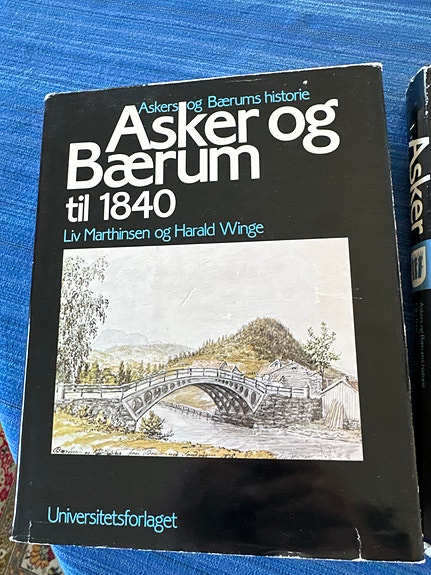 Askers og Bærums historie
Asker og
Bærum
til 1840
Liv Marthinsen og Harald Winge
Universitetsforlaget
Asker